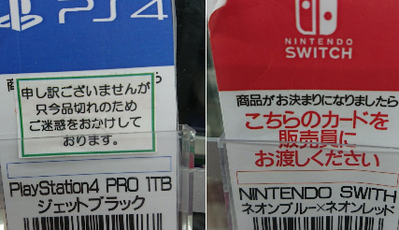 PS4
商
申し訳ございませんが
只今品切れのため
ご迷惑をおかけして
おります。
PlayStation4 PRO 1TB
ジェットブラック
NINTENDO
SWITCH
商品がお決まりになりましたら
こちらのカードを
販売員に
お渡しください
NINTENDO SWITH
ネオンブルー×ネオンレッド